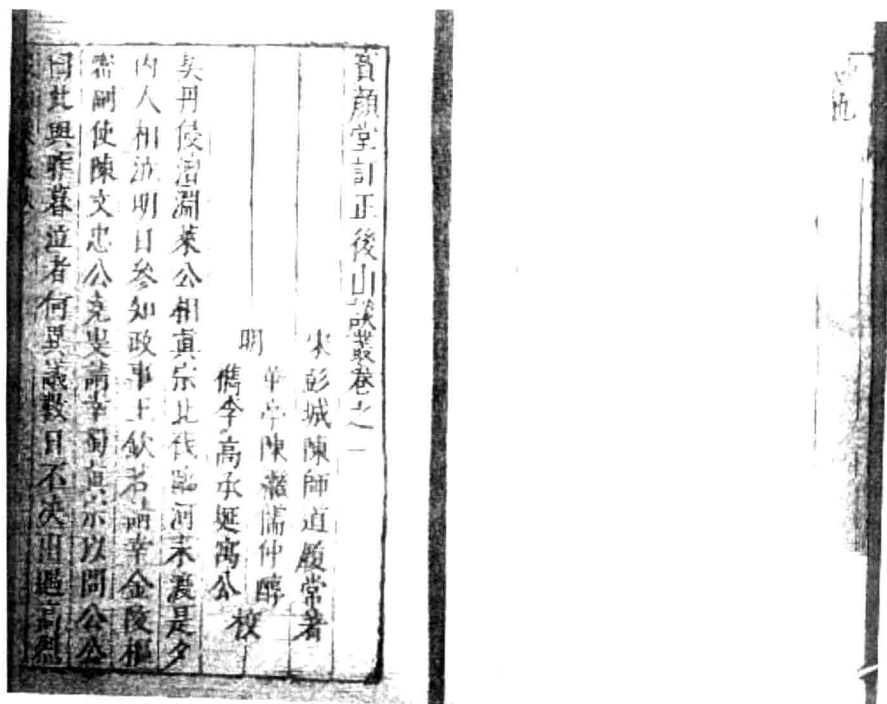 寳顏堂訂正後山談叢卷之一
宋彭城陳師道履常著
明 華亭陳繼儒仲醇
檇李高承埏寓公 校
契丹侵澶淵萊公相真宗北伐臨河未渡是夕
內人相泣明日參知政事王欽若請幸金陵樞
密副使陳文忠公堯叟請幸蜀真宗以問公公
曰此與昨暮泣者何異議數日不決出遇高烈